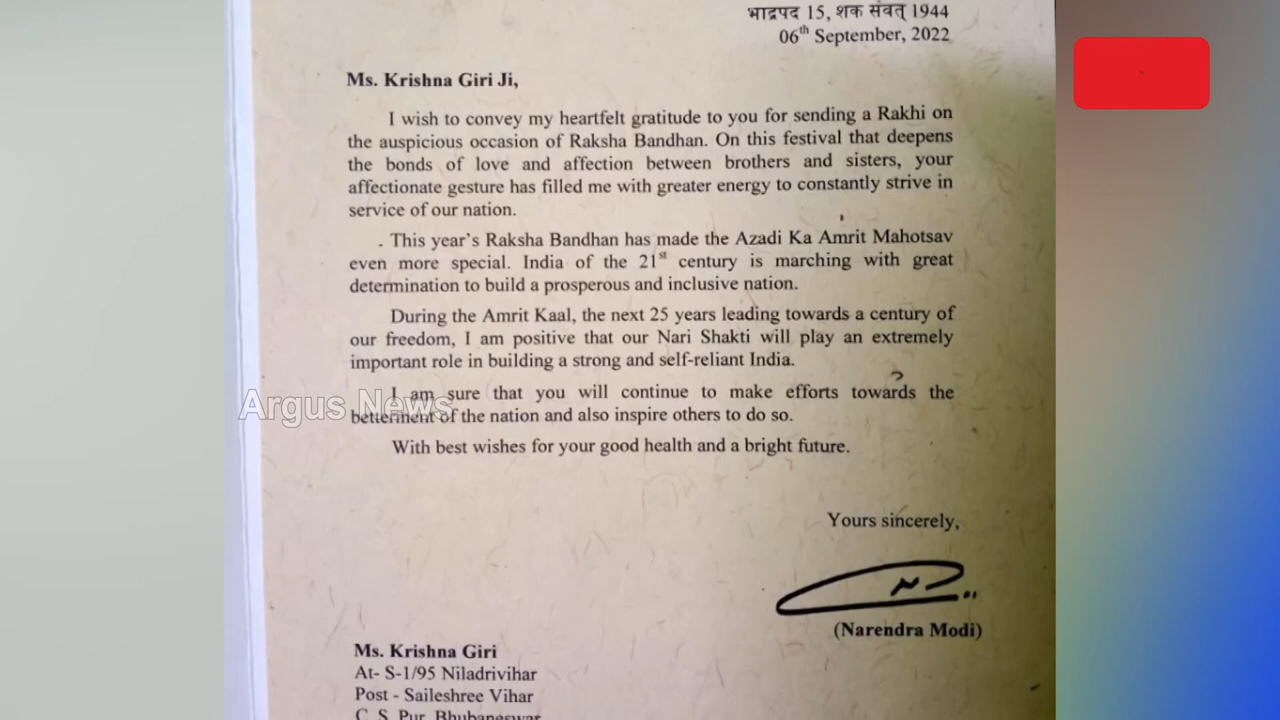 भाद्रपद 15, शक संवत् 1944
06th September, 2022
Ms. Krishna Giri Ji,
I wish to convey my heartfelt gratitude to you for sending a Rakhi on
the auspicious occasion of Raksha Bandhan. On this festival that deepens
the bonds of love and affection between brothers and sisters, your
affectionate gesture has filled me with greater energy to constantly strive in
service of our nation.
This year's Raksha Bandhan has made the Azadi Ka Amrit Mahotsav
even more special. India of the 21st century is marching with great
determination to build a prosperous and inclusive nation.
During the Amrit Kaal, the next 25 years leading towards a century of
our freedom, I am positive that our Nari Shakti will play an extremely
important role in building a strong and self-reliant India.
I am sure that you will continue to make efforts towards the
betterment of the nation and also inspire others to do so.
Argus News
With best wishes for your good health and a bright future.
Yours sincerely,
(Narendra Modi)
Ms. Krishna Giri
At- S-1/95 Niladrivihar
Post - Saileshree Vihar
C. S. Pur, Bhubaneswar